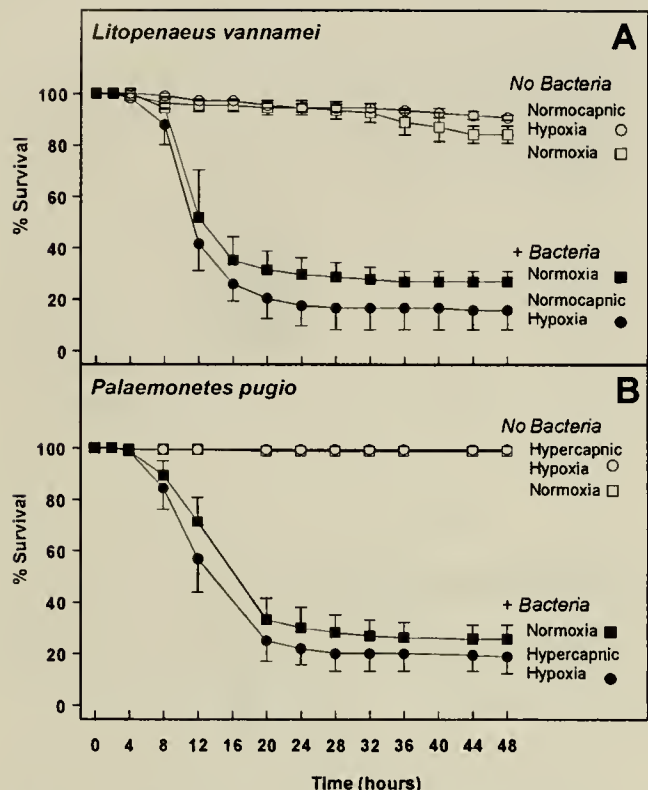 Litopenaeus vannamei
A
No Bacteria
Normocapnic
Hypoxia
Normoxia
+ Bacteria
Normoxia
Normocapnic
Hypoxia
% Survival
100
80
60
40
20
0
Palaemonetes pugio
B
No Bacteria
Hypercapnic
Hypoxia
Normoxia
+ Bacteria
Normoxia
Hypercapnic
Hypoxia
% Survival
100
80
60
40
20
0
0 4 8 12 16 20 24 28 32 36 40 44 48
Time (hours)